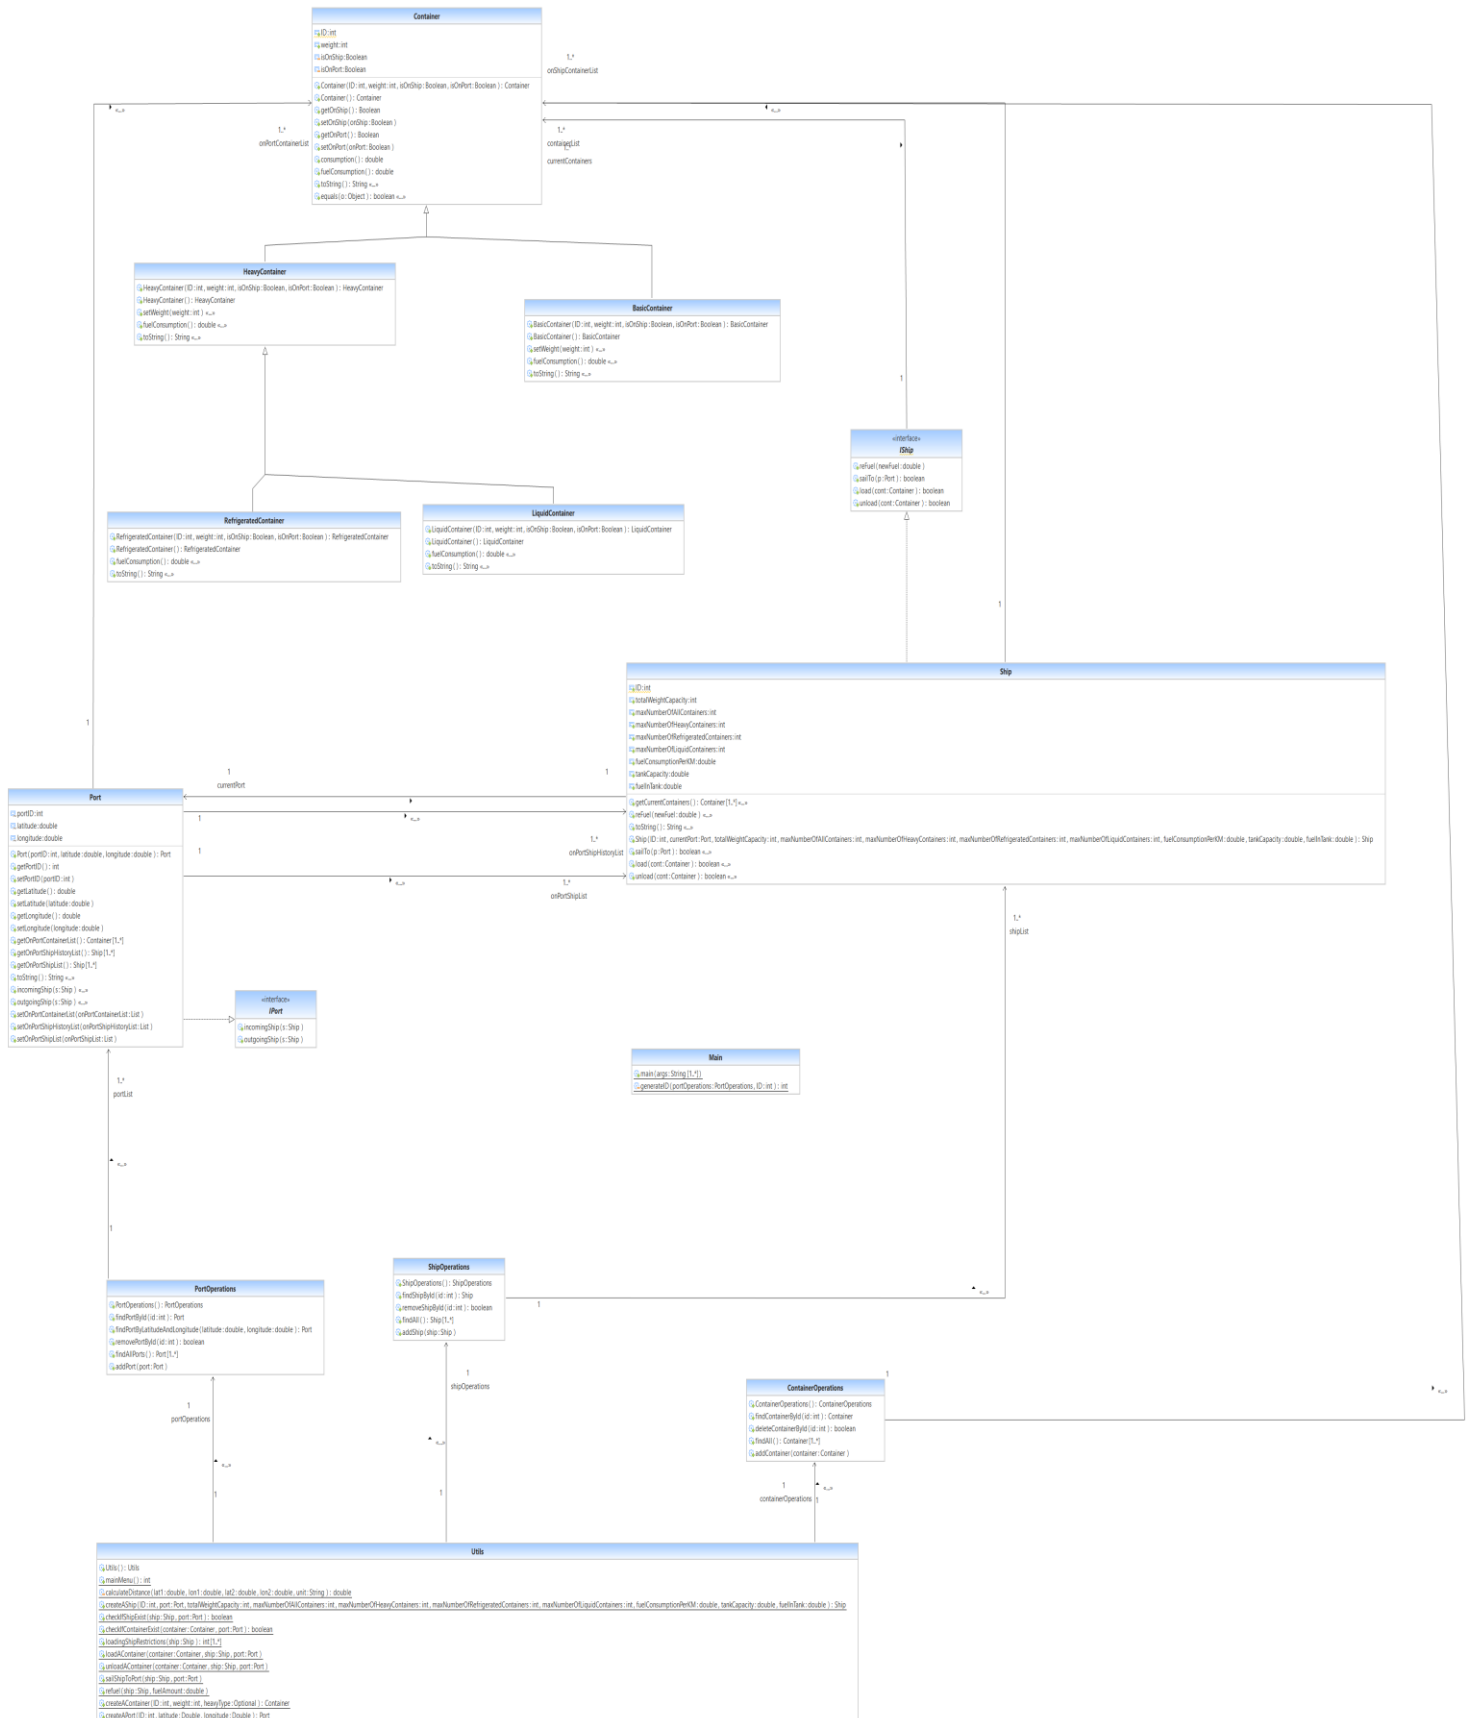 Container
ID:int
weight:int
isOnShip:Boolean
isOnPort:Boolean
Container(ID: int, weight: int, isOnShip: Boolean, isOnPort: Boolean ) : Container
Container( ) : Container
getOnShip( ) : Boolean
setOnShip(onShip: Boolean )
getOnPort( ) : Boolean
setOnPort(onPort: Boolean )
consumption( ) : double
fuelConsumption( ) : double
toString( ) : String «...»
equals(o: Object ) : boolean «...»
1..*
onShipContainerList
«...»
«...»
1..*
onPortContainerList
1..*
containerList
currentContainers
HeavyContainer
HeavyContainer(ID: int, weight: int, isOnShip: Boolean, isOnPort: Boolean ) : HeavyContainer
HeavyContainer( ) : HeavyContainer
setWeight(weight: int ) «...»
fuelConsumption( ) : double «...»
toString( ) : String «...»
BasicContainer
BasicContainer(ID: int, weight: int, isOnShip: Boolean, isOnPort: Boolean ) : BasicContainer
BasicContainer( ) : BasicContainer
setWeight(weight: int ) «...»
fuelConsumption( ) : double «...»
toString( ) : String «...»
1
«interface»
IShip
reFuel(newFuel: double )
sailTo(p: Port ) : boolean
load(cont: Container ) : boolean
unload(cont: Container ) : boolean
RefrigeratedContainer
RefrigeratedContainer(ID: int, weight: int, isOnShip: Boolean, isOnPort: Boolean ) : RefrigeratedContainer
RefrigeratedContainer( ) : RefrigeratedContainer
fuelConsumption( ) : double «...»
toString( ) : String «...»
LiquidContainer
LiquidContainer(ID: int, weight: int, isOnShip: Boolean, isOnPort: Boolean ) : LiquidContainer
LiquidContainer( ) : LiquidContainer
fuelConsumption( ) : double «...»
toString( ) : String «...»
1
Ship
ID:int
totalWeightCapacity:int
maxNumberOfAllContainers:int
maxNumberOfHeavyContainers:int
maxNumberOfRefrigeratedContainers:int
maxNumberOfLiquidContainers:int
fuelConsumptionPerKM:double
tankCapacity:double
fuelInTank:double
getCurrentContainers( ) : Container[1..*] «...»
reFuel(newFuel: double ) «...»
toString( ) : String «...»
Ship(ID: int, currentPort: Port, totalWeightCapacity: int, maxNumberOfAllContainers: int, maxNumberOfHeavyContainers: int, maxNumberOfRefrigeratedContainers: int, maxNumberOfLiquidContainers: int, fuelConsumptionPerKM: double, tankCapacity: double, fuelInTank: double ) : Ship
sailTo(p: Port ) : boolean «...»
load(cont: Container ) : boolean «...»
unload(cont: Container ) : boolean «...»
1
1
currentPort
1
1
«...»
1
1..*
onPortShipHistoryList
«...»
1..*
onPortShipList
Port
portID:int
latitude:double
longitude:double
Port(portID: int, latitude: double, longitude: double ) : Port
getPortID( ) : int
setPortID(portID: int )
getLatitude( ) : double
setLatitude(latitude: double )
getLongitude( ) : double
setLongitude(longitude: double )
getOnPortContainerList( ) : Container[1..*]
getOnPortShipHistoryList( ) : Ship[1..*]
getOnPortShipList( ) : Ship[1..*]
toString( ) : String «...»
incomingShip(s: Ship ) «...»
outgoingShip(s: Ship ) «...»
setOnPortContainerList(onPortContainerList: List )
setOnPortShipHistoryList(onPortShipHistoryList: List )
setOnPortShipList(onPortShipList: List )
«interface»
IPort
incomingShip(s: Ship )
outgoingShip(s: Ship )
1..*
shipList
Main
main(args: String[1..*] )
generateID(portOperations: PortOperations, ID: int ) : int
1..*
portList
«...»
1
PortOperations
PortOperations( ) : PortOperations
findPortById(id: int ) : Port
findPortByLatitudeAndLongitude(latitude: double, longitude: double ) : Port
removePortById(id: int ) : boolean
findAllPorts( ) : Port[1..*]
addPort(port: Port )
ShipOperations
ShipOperations( ) : ShipOperations
findShipById(id: int ) : Ship
removeShipById(id: int ) : boolean
findAll( ) : Ship[1..*]
addShip(ship: Ship )
1
«...»
1
shipOperations
1
portOperations
ContainerOperations
ContainerOperations( ) : ContainerOperations
findContainerById(id: int ) : Container
deleteContainerById(id: int ) : boolean
findAll( ) : Container[1..*]
addContainer(container: Container )
1
«...»
«...»
«...»
1
1
1
containerOperations
«...»
1
Utils
Utils( ) : Utils
mainMenu( ) : int
calculateDistance(lat1: double, lon1: double, lat2: double, lon2: double, unit: String ) : double
createAShip(ID: int, port: Port, totalWeightCapacity: int, maxNumberOfAllContainers: int, maxNumberOfHeavyContainers: int, maxNumberOfRefrigeratedContainers: int, maxNumberOfLiquidContainers: int, fuelConsumptionPerKM: double, tankCapacity: double, fuelInTank: double ) : Ship
checkIfShipExist(ship: Ship, port: Port ) : boolean
checkIfContainerExist(container: Container, port: Port ) : boolean
loadingShipRestrictions(ship: Ship ) : int[1..*]
loadAContainer(container: Container, ship: Ship, port: Port )
unloadAContainer(container: Container, ship: Ship, port: Port )
sailShipToPort(ship: Ship, port: Port )
refuel(ship: Ship, fuelAmount: double )
createAContainer(ID: int, weight: int, heavyType: Optional ) : Container
createAPort(ID: int, latitude: Double, longitude: Double ) : Port